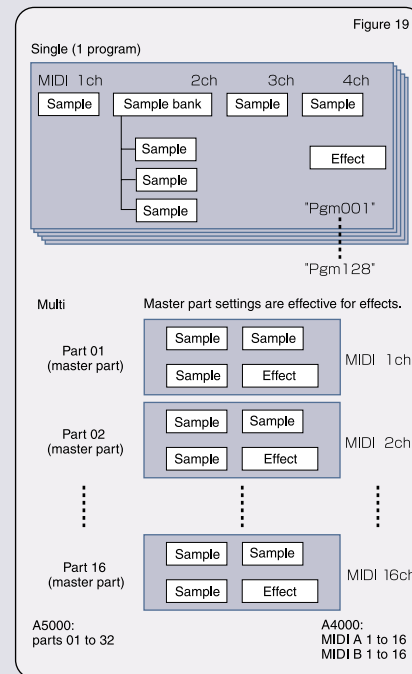 Figure 19
Single (1 program)
MIDI 1ch 2ch 3ch 4ch
Sample Sample bank Sample Sample
Sample
Effect
Sample
Sample
"Pgm001"
"Pgm128"
Multi Master part settings are effective for effects.
Sample Sample
Part 01
(master part)
MIDI 1ch
Sample Effect
Sample Sample
Part 02
(master part)
MIDI 2ch
Sample Effect
Sample Sample
Part 16
(master part)
MIDI 16ch
Sample Effect
A5000:
parts 01 to 32
A4000:
MIDI A 1 to 16
MIDI B 1 to 16